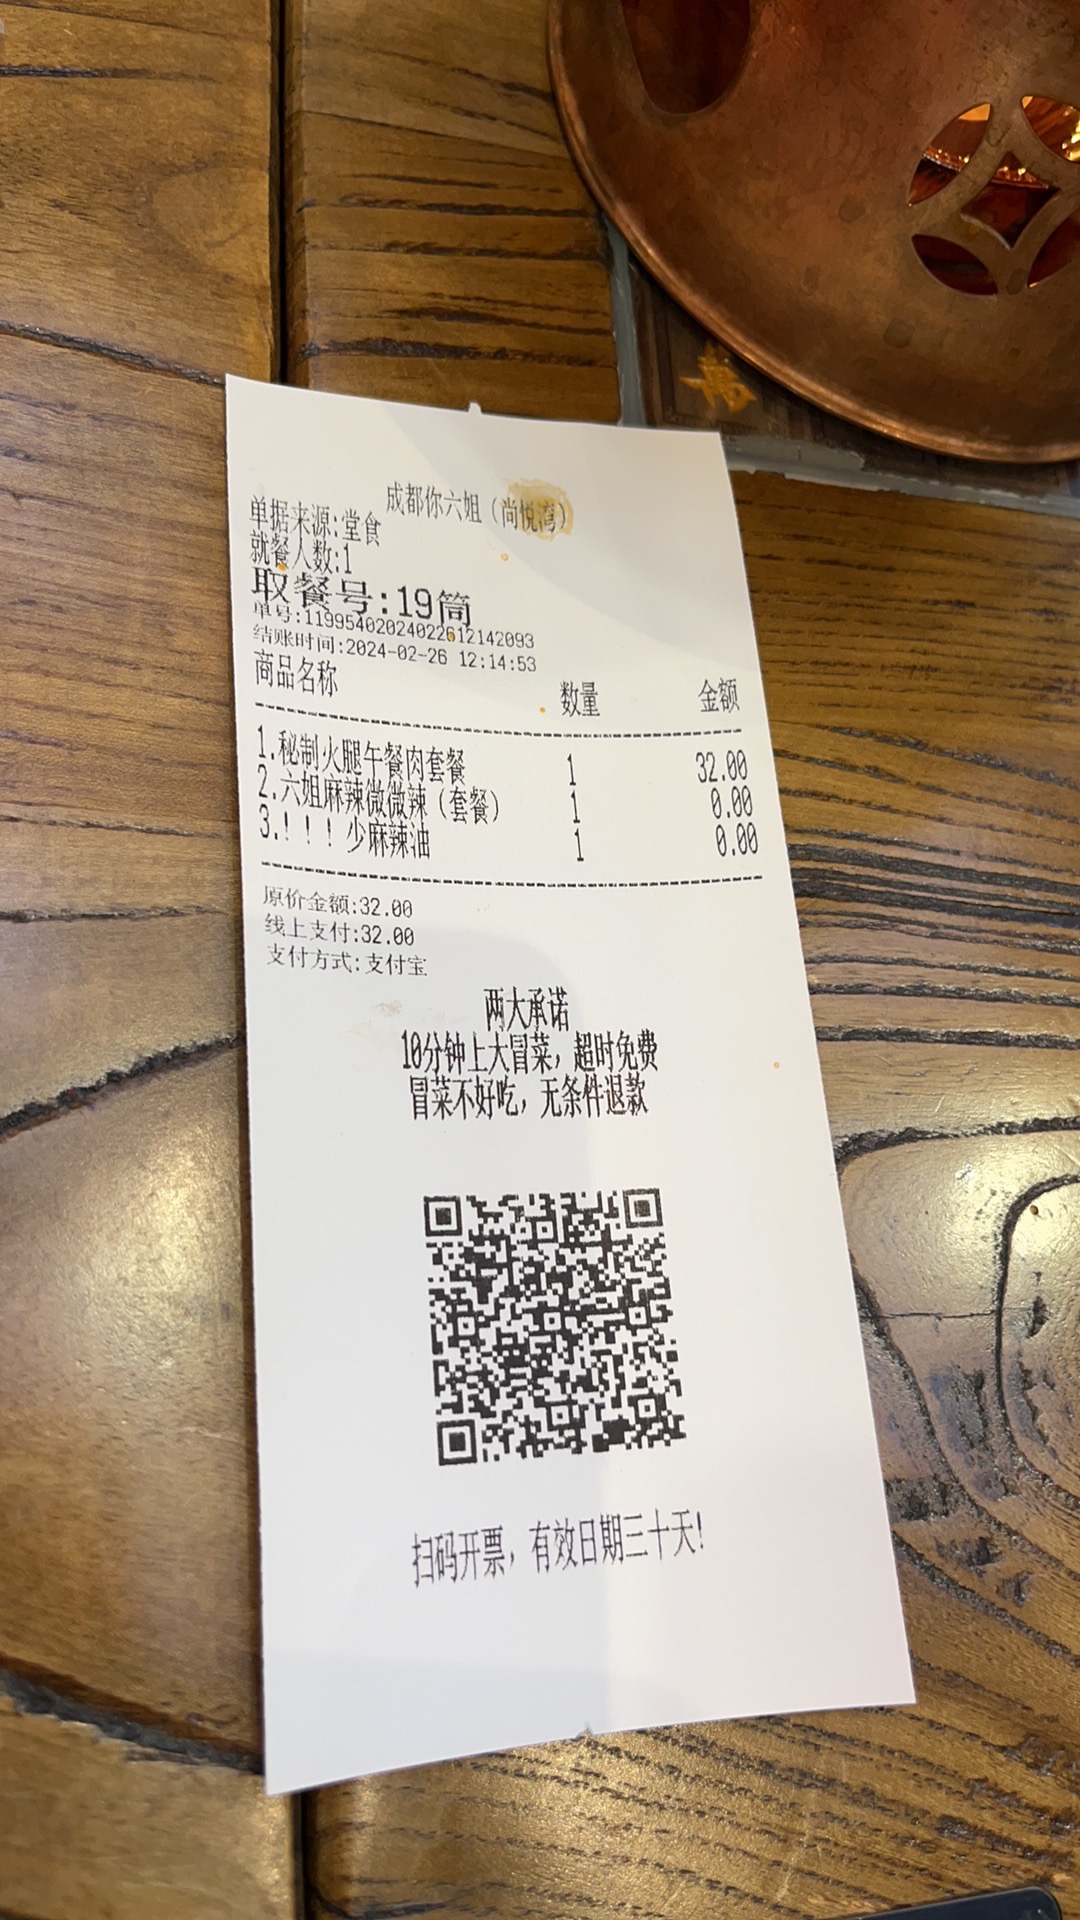 成都你六姐(尚悦湾)
单据来源:堂食
就餐人数:1
取餐号:19筒
单号:11995402024022612142093
结账时间:2024-02-26 12:14:53
商品名称 数量 金额
1.秘制火腿午餐肉套餐 1 32.00
2.六姐麻辣微微辣(套餐) 1 0.00
3.!!!少麻辣油 1 0.00
原价金额:32.00
线上支付:32.00
支付方式:支付宝
两大承诺
10分钟上大冒菜,超时免费
冒菜不好吃,无条件退款
扫码开票,有效日期三十天!